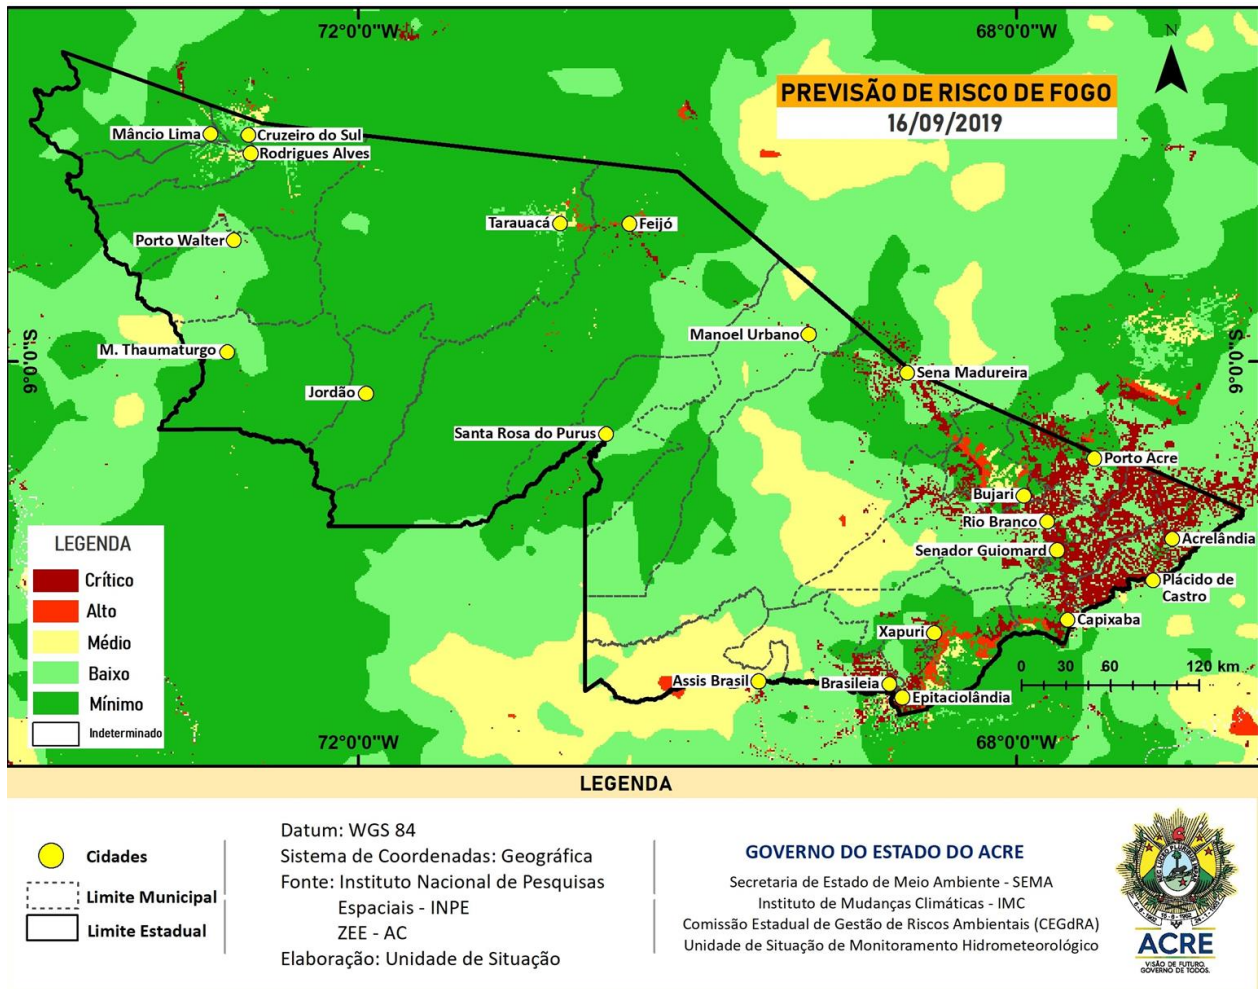 72°0'0"W
68°0'0"W
N
PREVISÃO DE RISCO DE FOGO
16/09/2019
Mâncio Lima
Cruzeiro do Sul
Rodrigues Alves
Tarauacá
Feijó
Porto Walter
Manoel Urbano
9°0'0"S
M. Thaumaturgo
9°0'0"S
Sena Madureira
Jordão
Santa Rosa do Purus
Porto Acre
Bujari
Rio Branco
Acrelândia
Senador Guiomard
Plácido de
Castro
Capixaba
Xapuri
Assis Brasil
Brasileia
Epitaciolândia
0 30 60 120 km
LEGENDA
Crítico
Alto
Médio
Baixo
Mínimo
Indeterminado
72°0'0"W
68°0'0"W
LEGENDA
Cidades
Limite Municipal
Limite Estadual
Datum: WGS 84
Sistema de Coordenadas: Geográfica
Fonte: Instituto Nacional de Pesquisas
Espaciais - INPE
ZEE - AC
Elaboração: Unidade de Situação
GOVERNO DO ESTADO DO ACRE
Secretaria de Estado de Meio Ambiente - SEMA
Instituto de Mudanças Climáticas - IMC
Comissão Estadual de Gestão de Riscos Ambientais (CEGdRA)
Unidade de Situação de Monitoramento Hidrometeorológico
ACRE
VISÃO DE FUTURO.
GOVERNO DE TODOS.